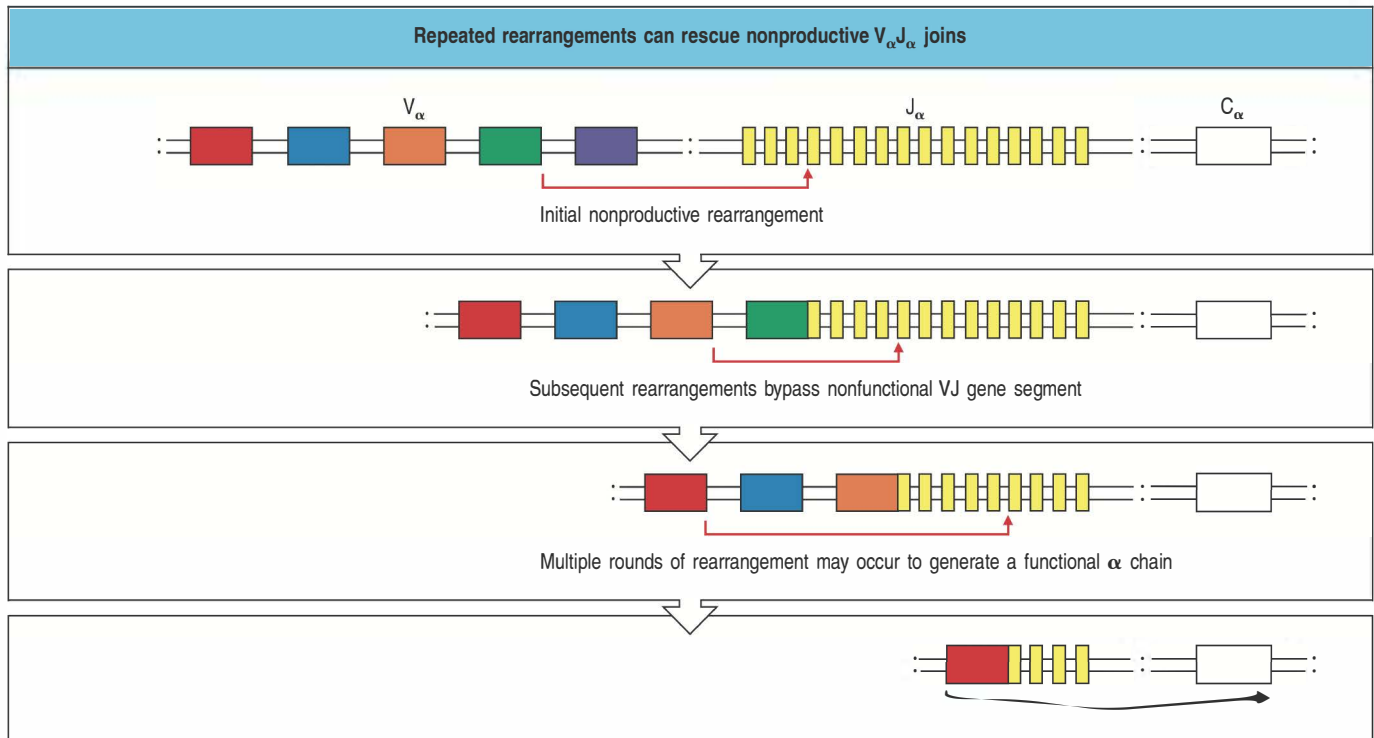 Repeated rearrangements can rescue nonproductive VαJα joins
Vα Jα Cα
Initial nonproductive rearrangement
Subsequent rearrangements bypass nonfunctional VJ gene segment
Multiple rounds of rearrangement may occur to generate a functional α chain